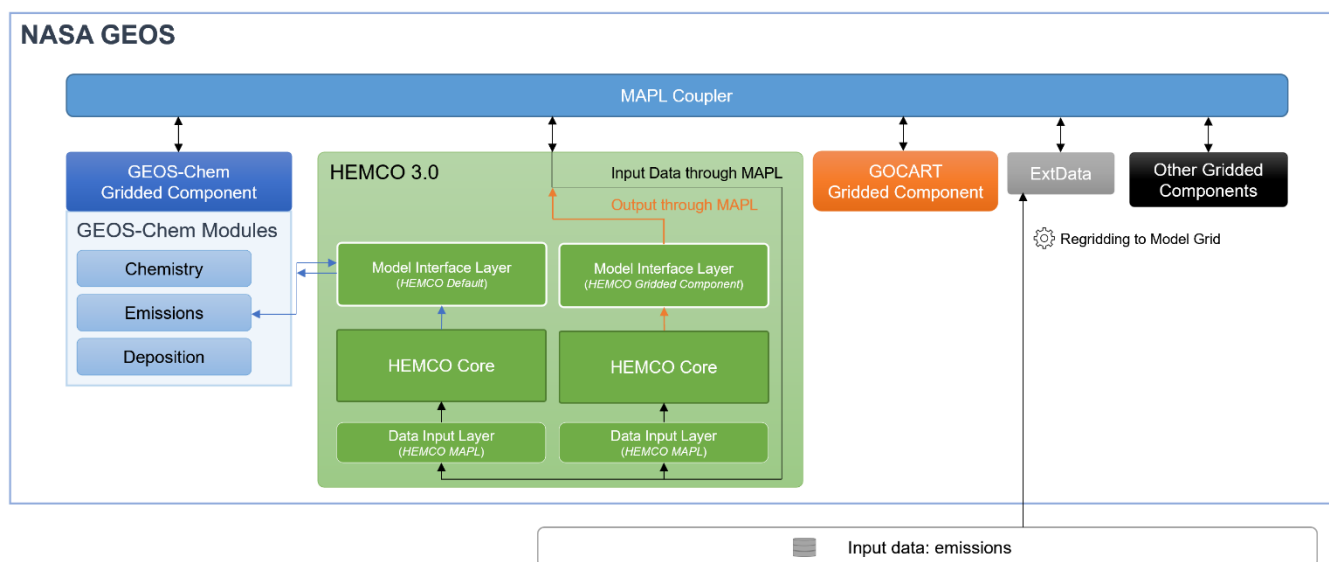 NASA GEOS
MAPL Coupler
GEOS-Chem
Gridded Component
GEOS-Chem Modules
Chemistry
Emissions
Deposition
HEMCO 3.0
Input Data through MAPL
Output through MAPL
Model Interface Layer
(HEMCO Default)
HEMCO Core
Data Input Layer
(HEMCO MAPL)
Model Interface Layer
(HEMCO Gridded Component)
HEMCO Core
Data Input Layer
(HEMCO MAPL)
GOCART
Gridded Component
ExtData
Other Gridded
Components
Regridding to Model Grid
Input data: emissions